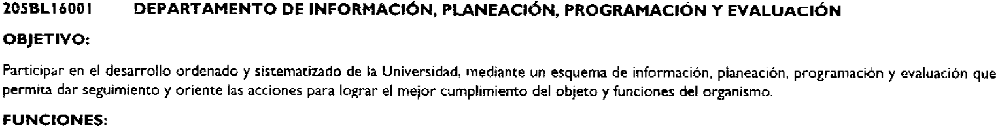 205BL16001 DEPARTAMENTO DE INFORMACIÓN, PLANEACIÓN, PROGRAMACIÓN Y EVALUACIÓN
OBJETIVO:
Participar en el desarrollo ordenado y sistematizado de la Universidad, mediante un esquema de información, planeación, programación y evaluación que
permita dar seguimiento y oriente las acciones para lograr el mejor cumplimiento del objeto y funciones del organismo.
FUNCIONES: